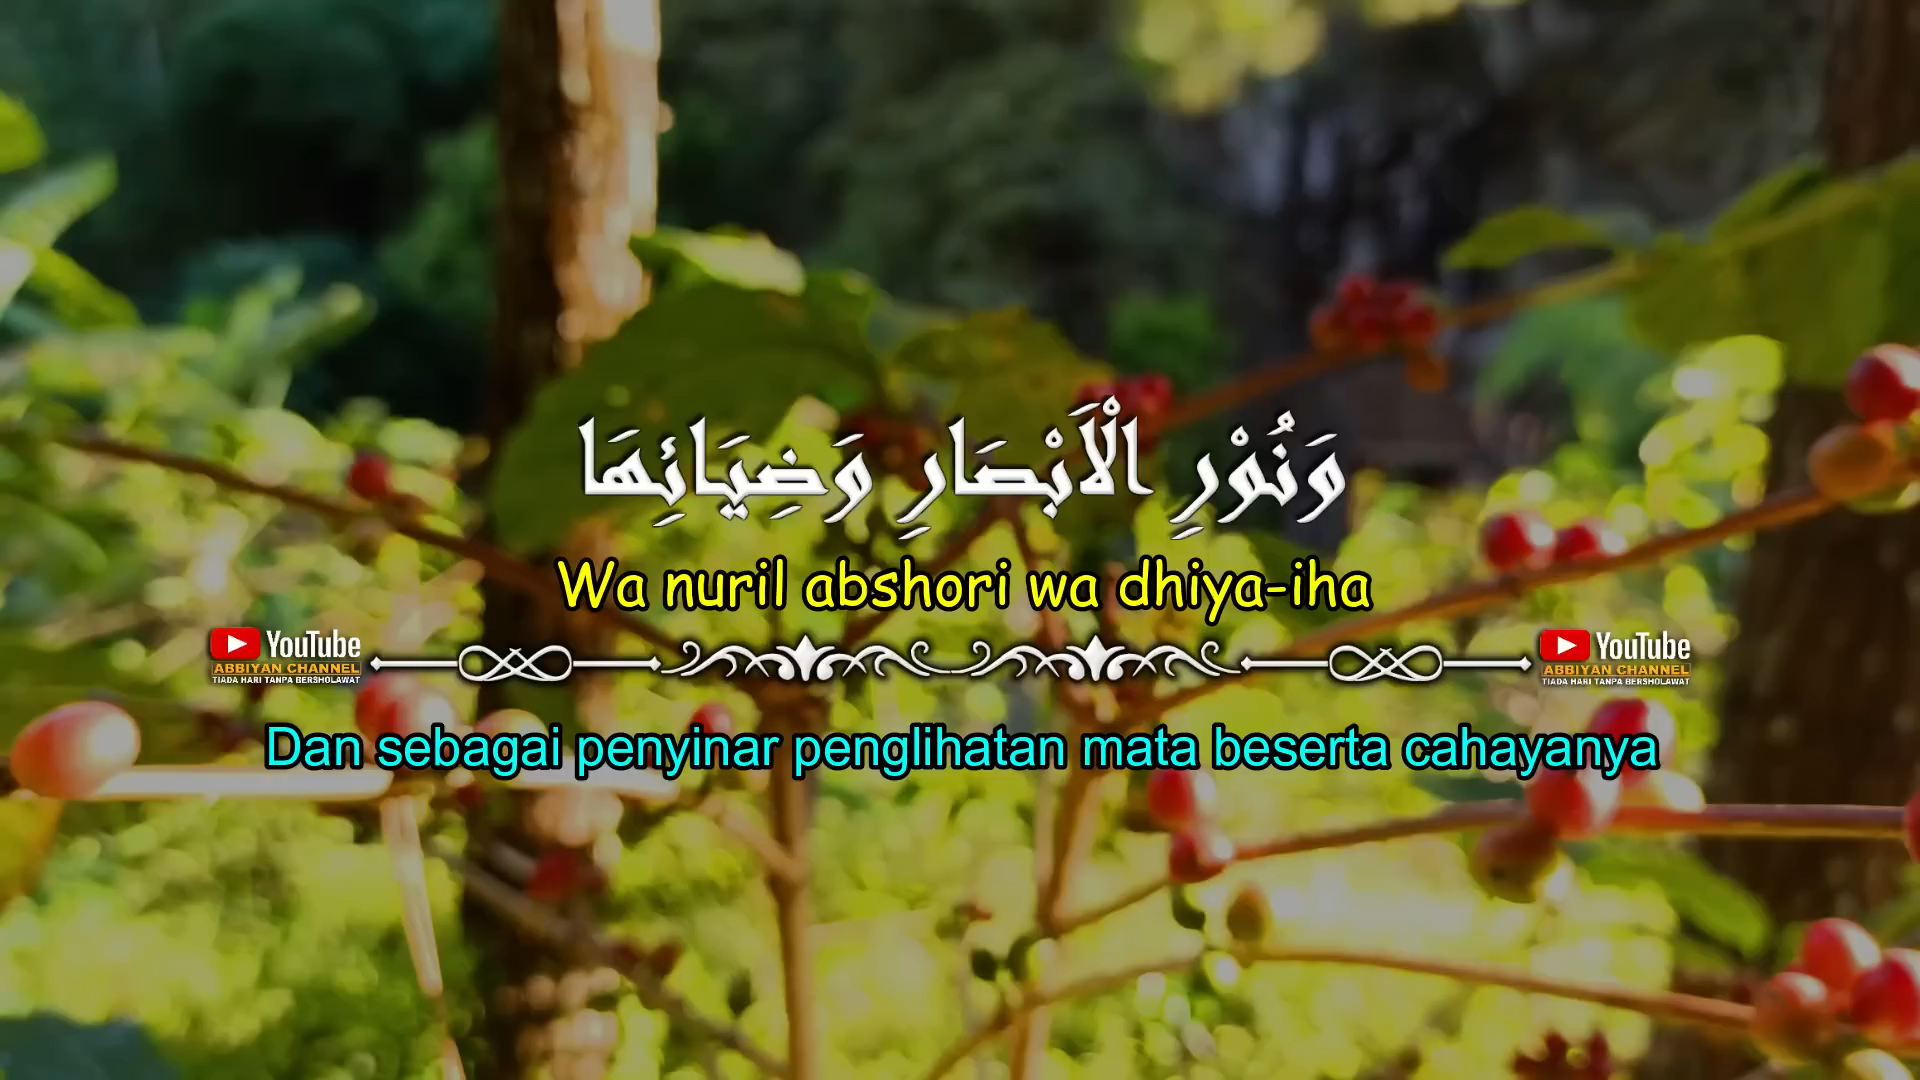 وَنُوْرِ الْاَبْصَارِ وَضِيَائِهَا
Wa nuril abshori wa dhiya-iha
YouTube
ABBIYAN CHANNEL
TIADA HARI TANPA BERSHOLAWAT
YouTube
ABBIYAN CHANNEL
TIADA HARI TANPA BERSHOLAWAT
Dan sebagai penyinar penglihatan mata beserta cahayanya